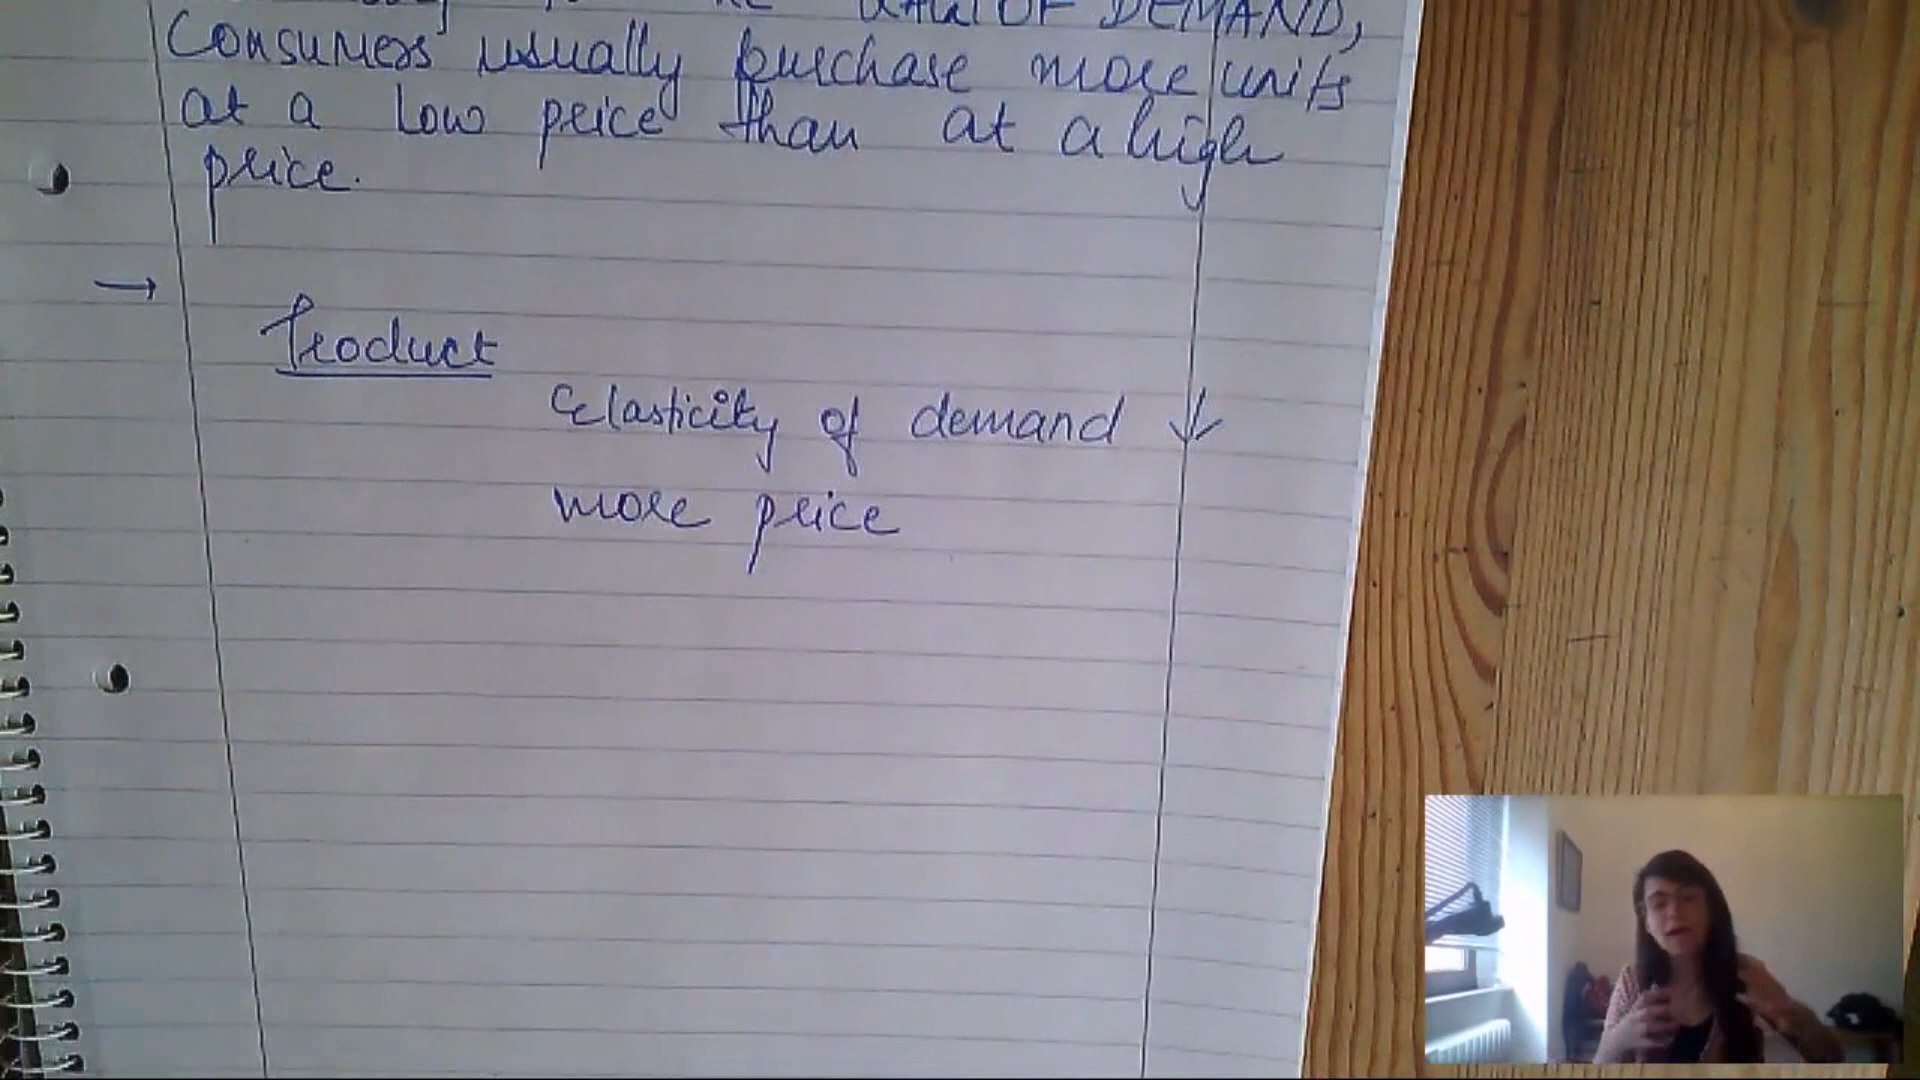 OF DEMAND,
Consumers usually purchase more units
at a low price than at a high
price.
→
Product
Elasticity of demand ↓
more price